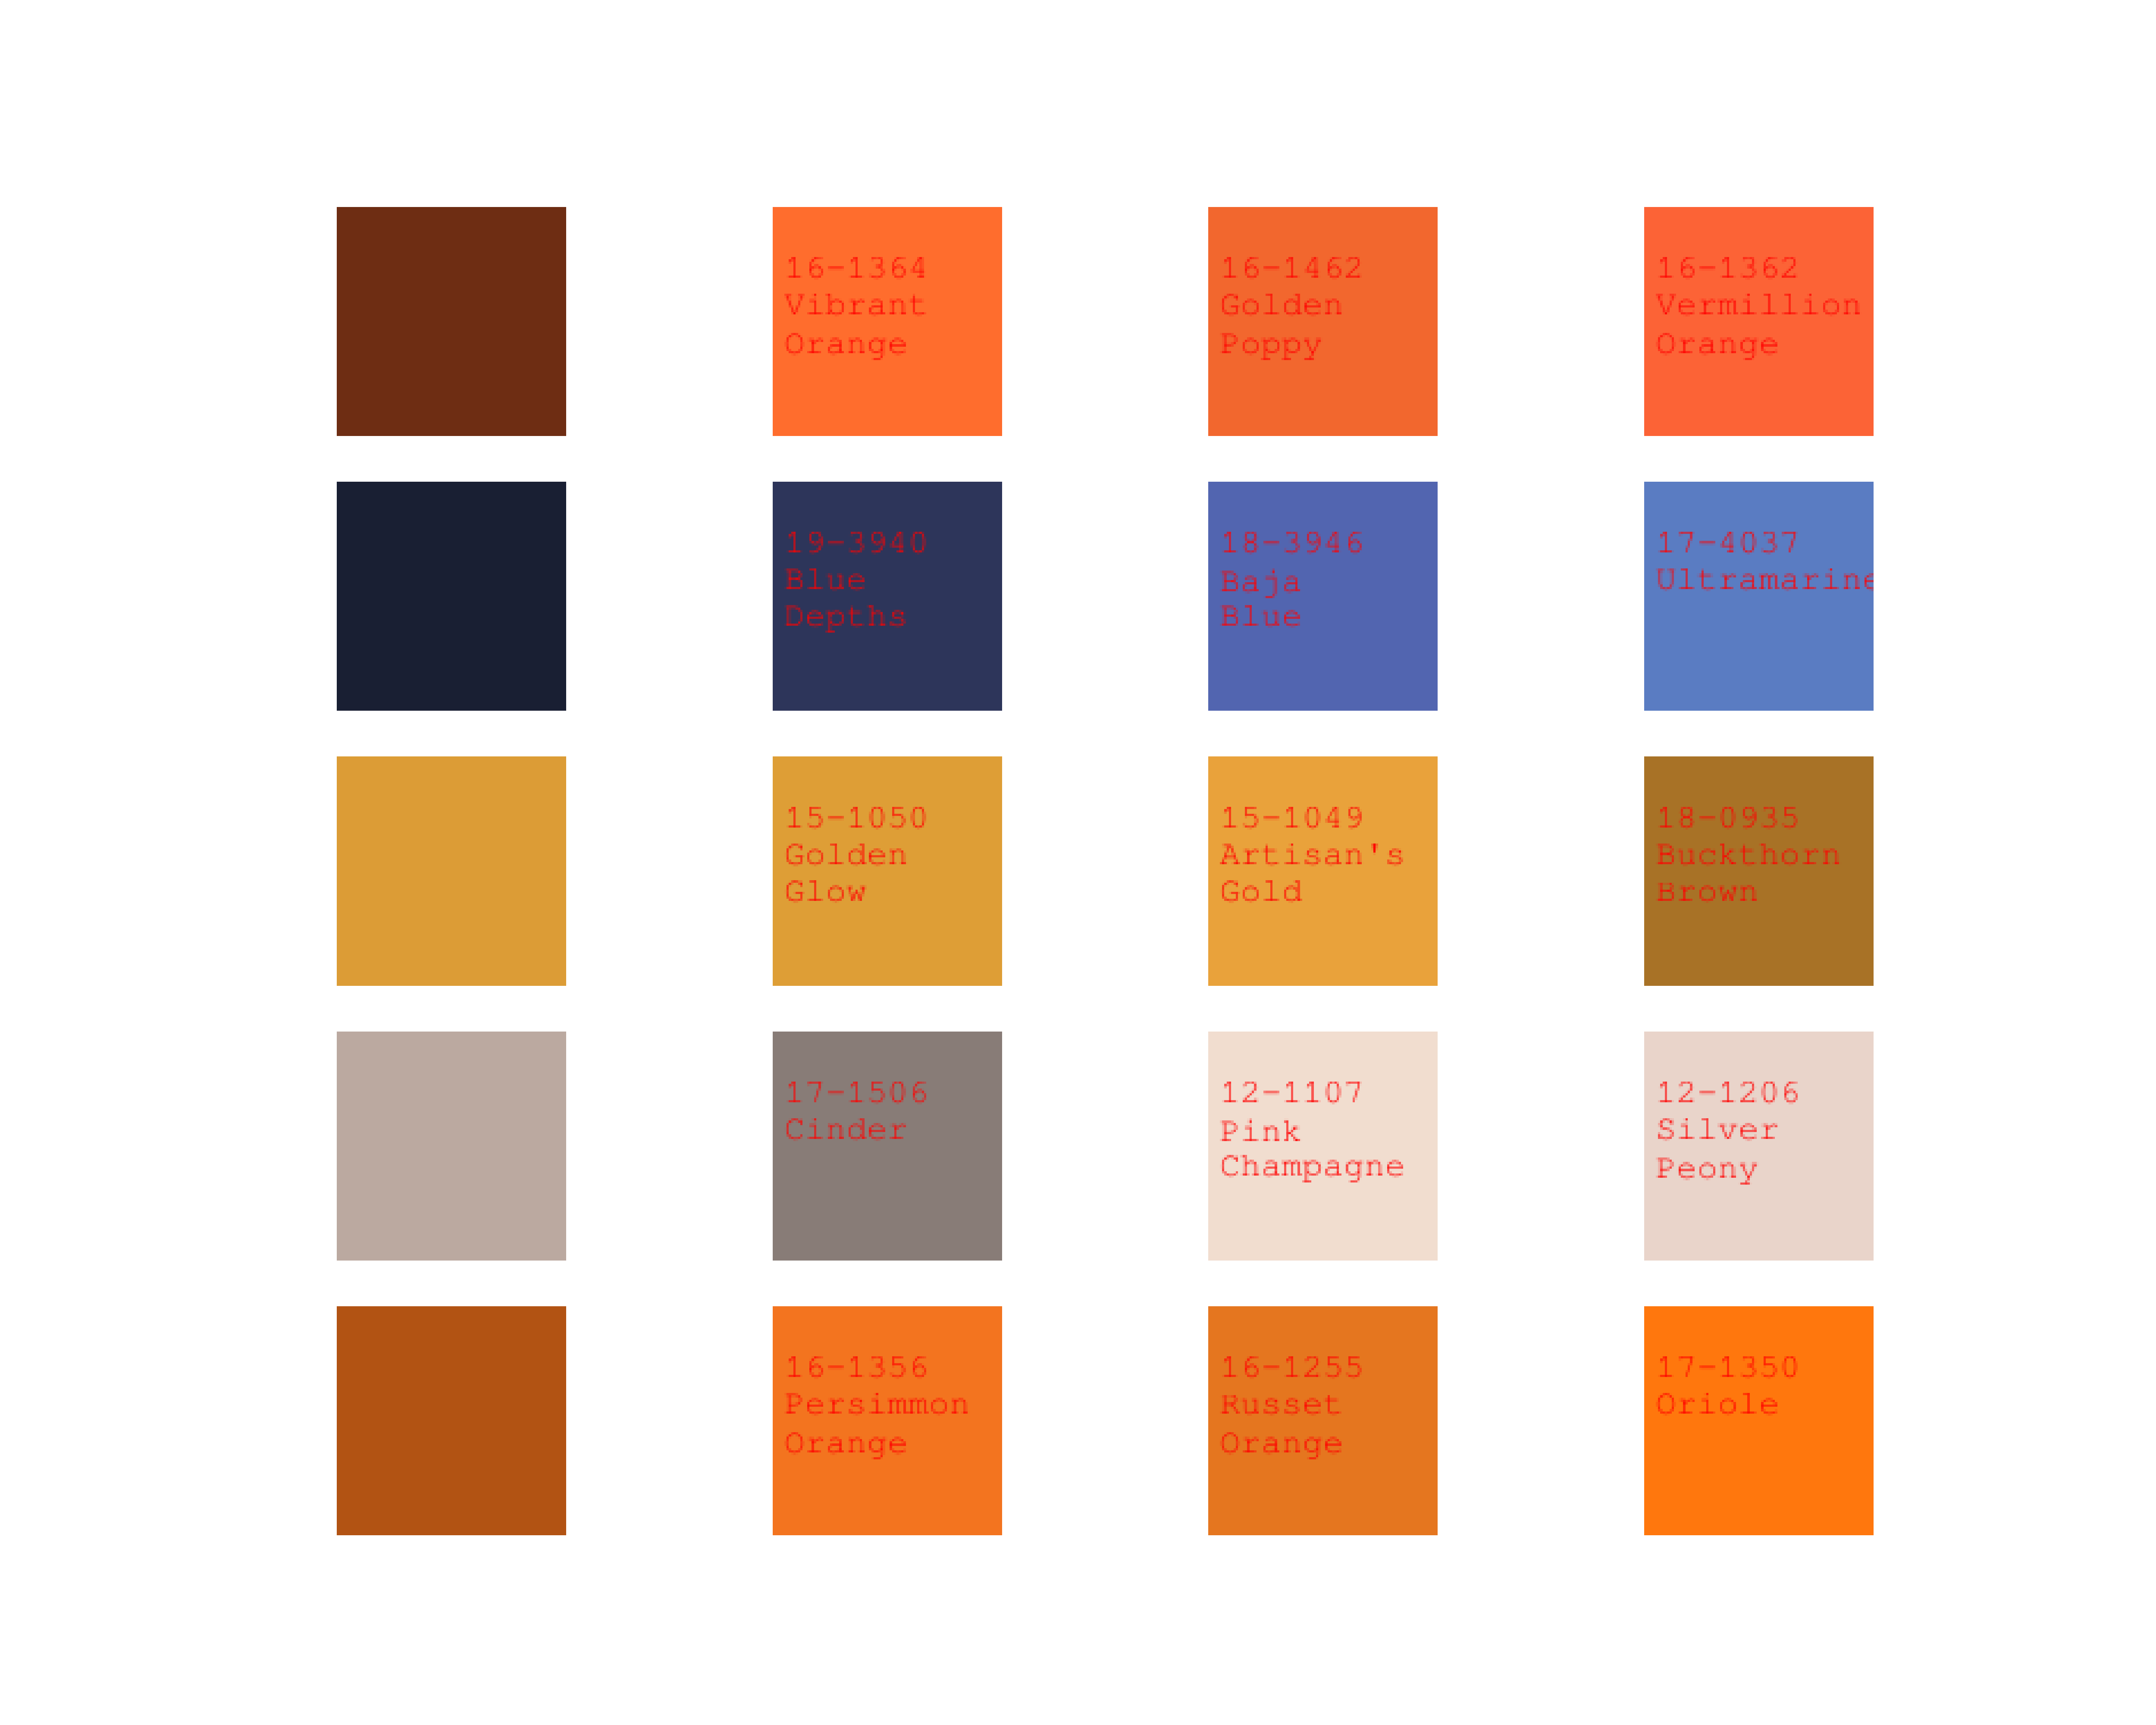 16-1364
Vibrant
Orange
16-1462
Golden
Poppy
16-1362
Vermillion
Orange
19-3940
Blue
Depths
18-3946
Baja
Blue
17-4037
Ultramarine
15-1050
Golden
Glow
15-1049
Artisan's
Gold
18-0935
Buckthorn
Brown
17-1506
Cinder
12-1107
Pink
Champagne
12-1206
Silver
Peony
16-1356
Persimmon
Orange
16-1255
Russet
Orange
17-1350
Oriole